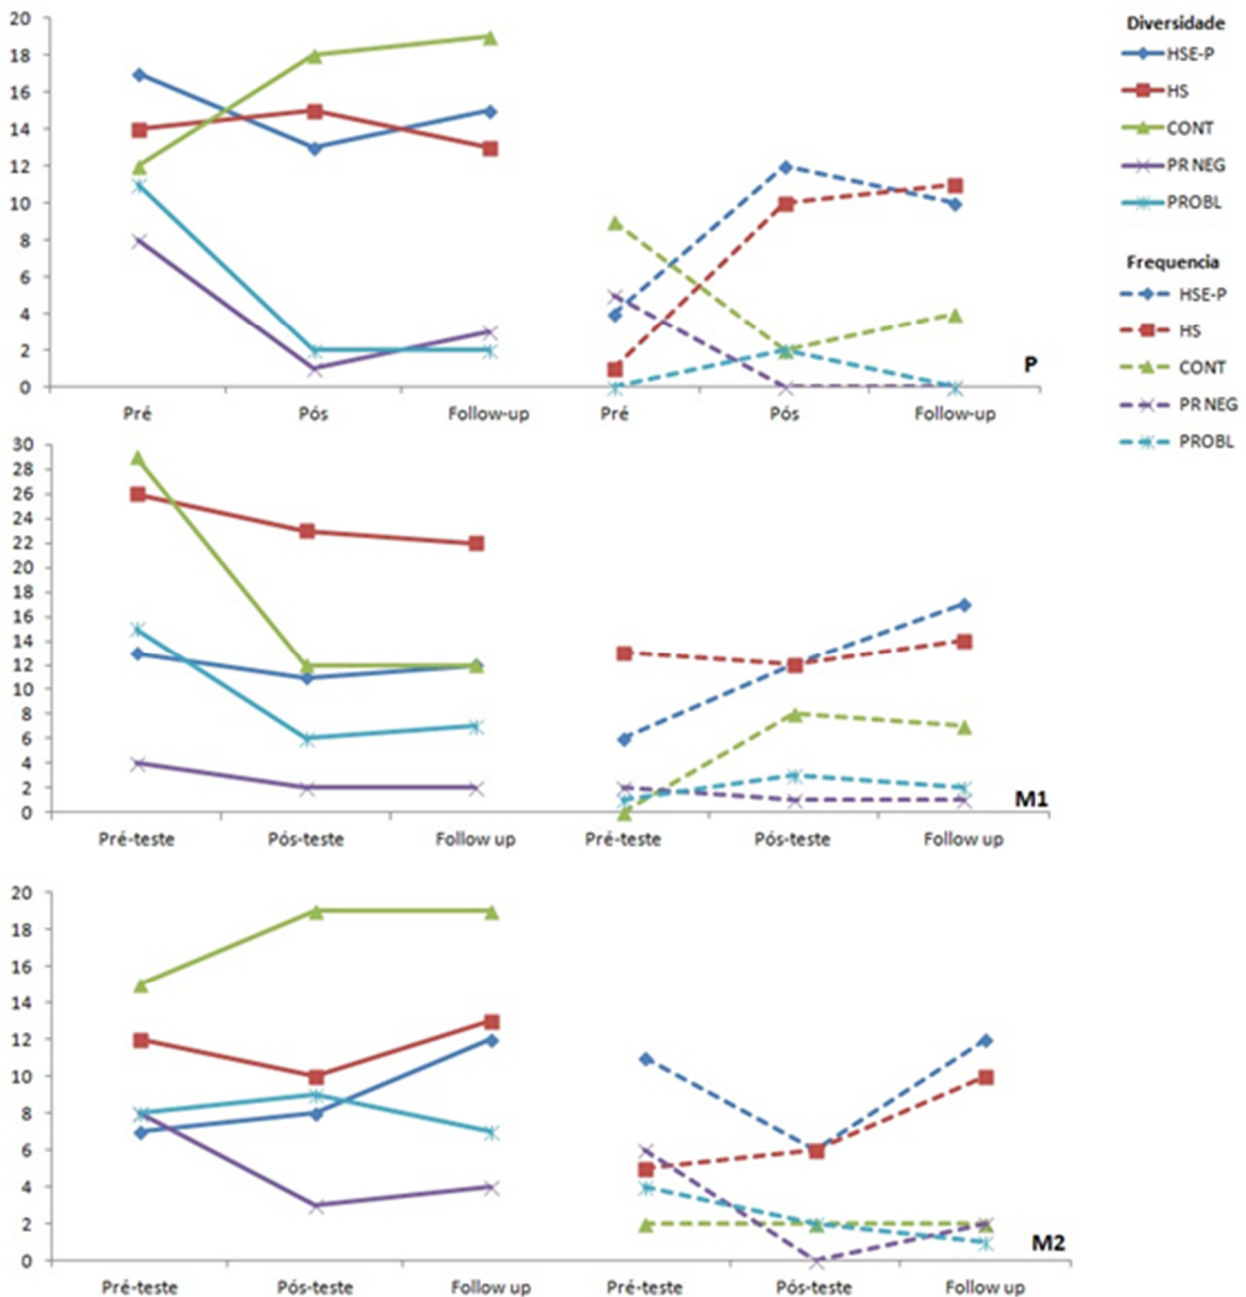 20
18
16
14
12
10
8
6
4
2
0
Pré Pós Follow-up Pré Pós Follow-up
P
Diversidade
HSE-P
HS
CONT
PR NEG
PROBL
Frequencia
HSE-P
HS
CONT
PR NEG
PROBL
30
28
26
24
22
20
18
16
14
12
10
8
6
4
2
0
Pré-teste Pós-teste Follow up Pré-teste Pós-teste Follow up
M1
20
18
16
14
12
10
8
6
4
2
0
Pré-teste Pós-teste Follow up Pré-teste Pós-teste Follow up
M2